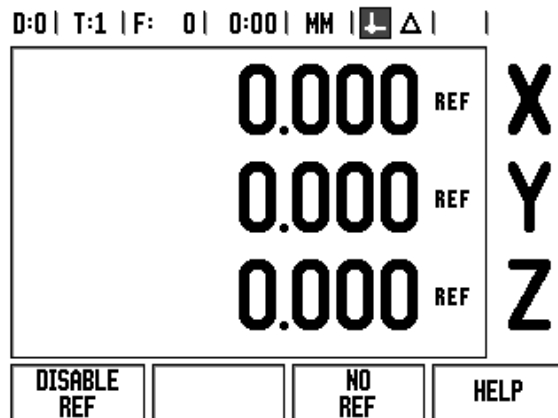 D:0| T:1 |F: 0| 0:00| MM | Δ| |
0.000 REF X
0.000 REF Y
0.000 REF Z
DISABLE REF NO REF HELP